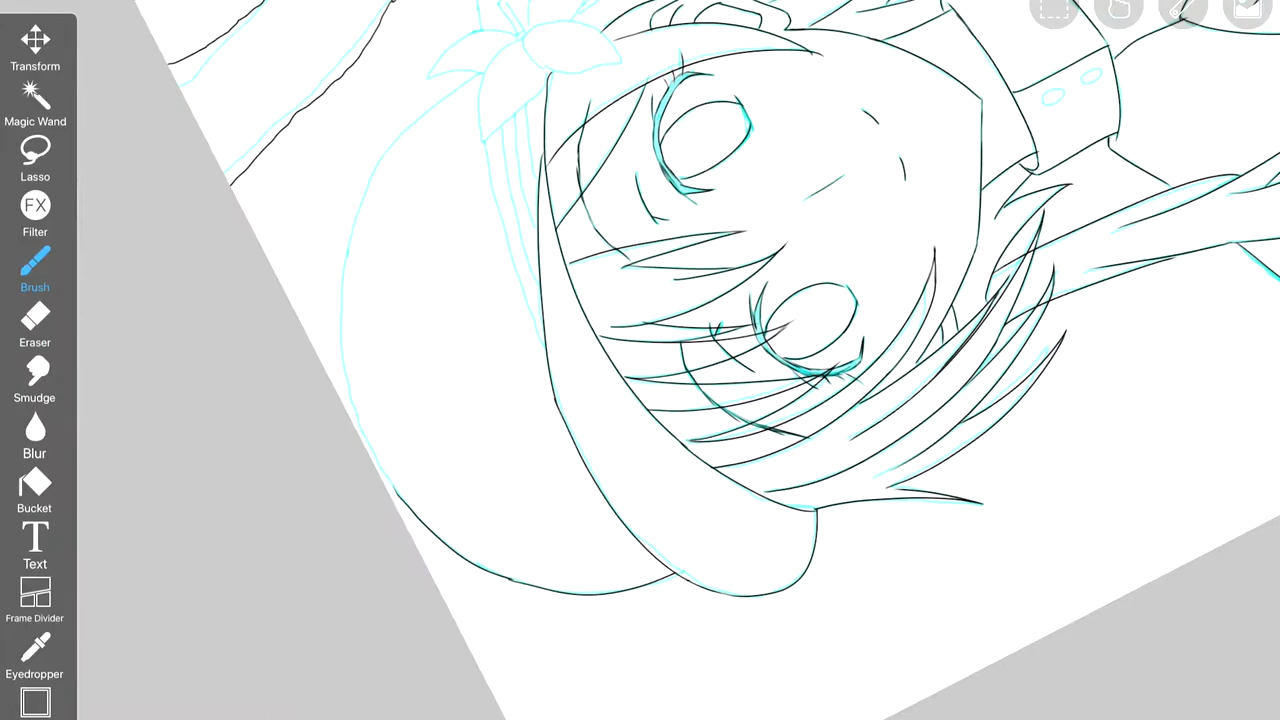 Transform
Magic Wand
Lasso
FX
Filter
Brush
Eraser
Smudge
Blur
Bucket
T
Text
Frame Divider
Eyedropper